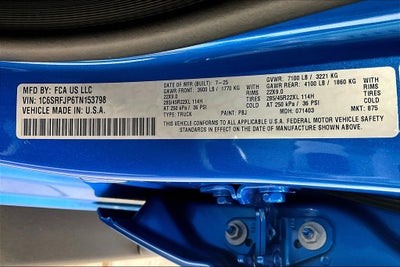 MFD BY: FCA US LLC
DATE OF MFR (BUILT): 7-25
GVWR: 7100 LB / 3221 KG
VIN: 1C6SRFJP6TN153798
GAWR FRONT: 3900 LB / 1770 KG WITH
GAWR REAR: 4100 LB / 1860 KG WITH
22X9.0 RIMS
22X9.0 RIMS
285/45R22XL 114H TIRES
285/45R22XL 114H TIRES
AT 250 kPa / 36 PSI
AT 250 kPa / 36 PSI
VEHICLE MADE IN U.S.A.
TYPE: TRUCK
PAINT: PBJ
MDH: 071403
MKT: 875
THIS VEHICLE CONFORMS TO ALL APPLICABLE U.S.A. FEDERAL MOTOR VEHICLE SAFETY
STANDARDS IN EFFECT ON THE DATE OF MANUFACTURE SHOWN ABOVE.